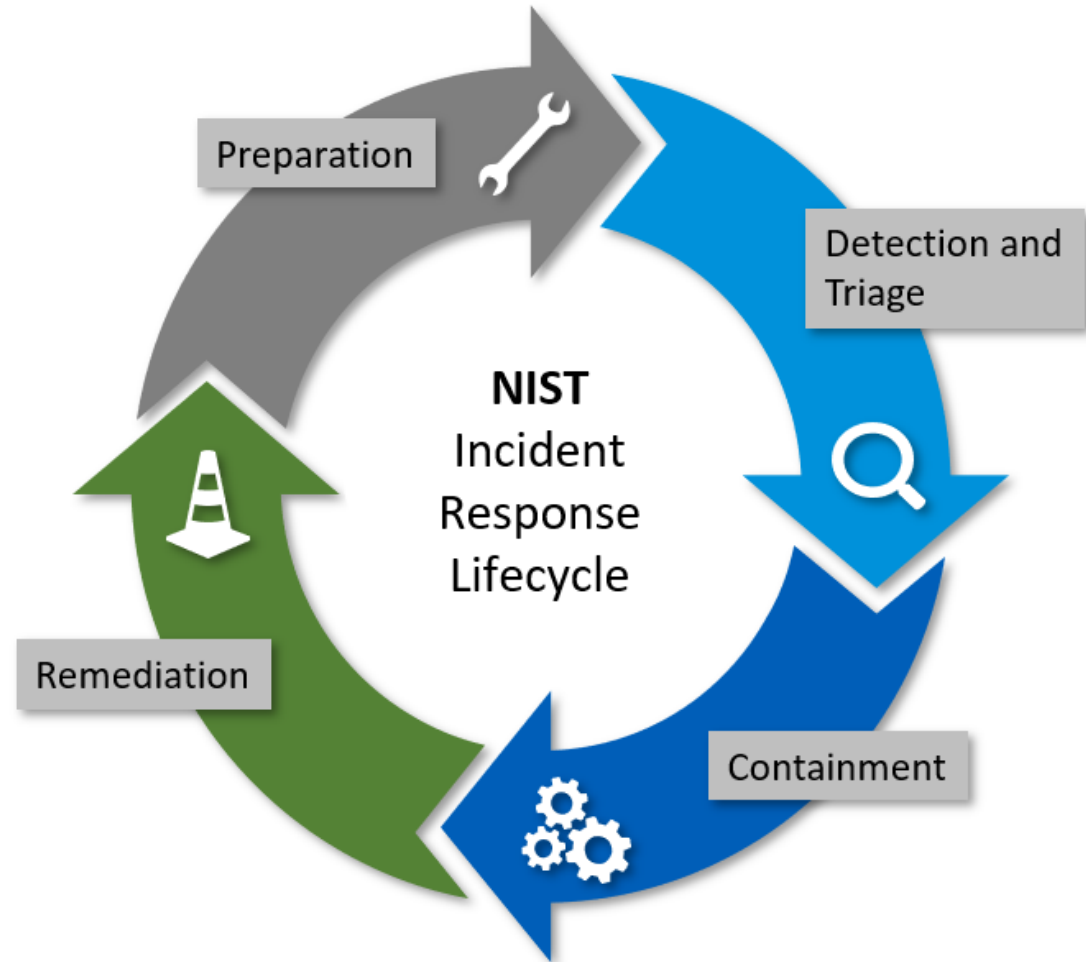 Preparation
Detection and
Triage
NIST
Incident
Response
Lifecycle
Remediation
Containment